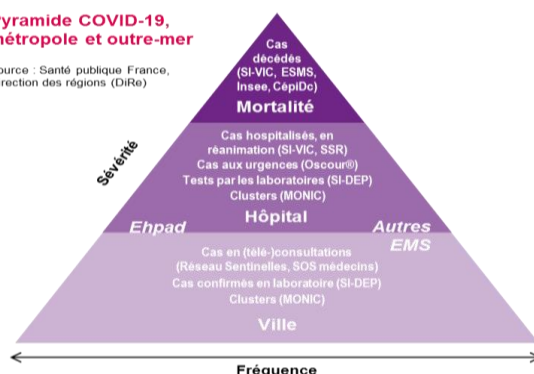 yramide COVID-19,
étropole et outre-mer
ource : Santé publique France,
irection des régions (DiRe)
Cas
décédés
(SI-VIC, ESMS,
Insee, CépiDc)
Mortalité
Sévérité
Cas hospitalisés, en
réanimation (SI-VIC, SSR)
Cas aux urgences (Oscour®)
Tests par les laboratoires (SI-DEP)
Clusters (MONIC)
Hôpital
Ehpad
Autres
EMS
Cas en (télé-)consultations
(Réseau Sentinelles, SOS médecins)
Cas confirmés en laboratoire (SI-DEP)
Clusters (MONIC)
Ville
Fréquence